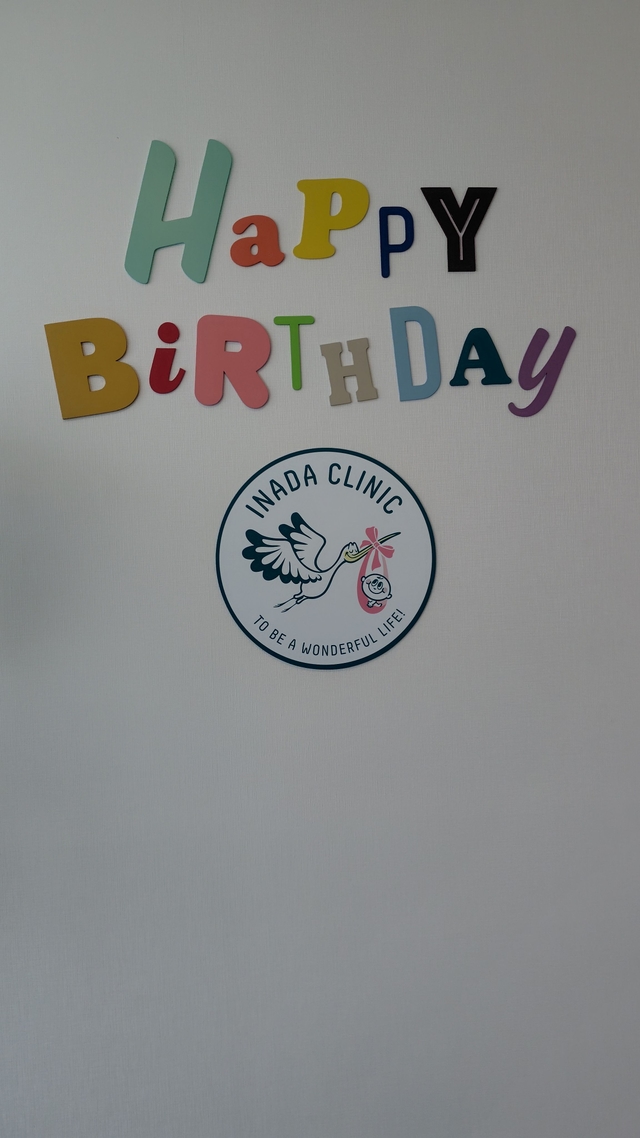 HaPPY
BiRTHDAy
INADA CLINIC
TO BE A WONDERFUL LIFE!